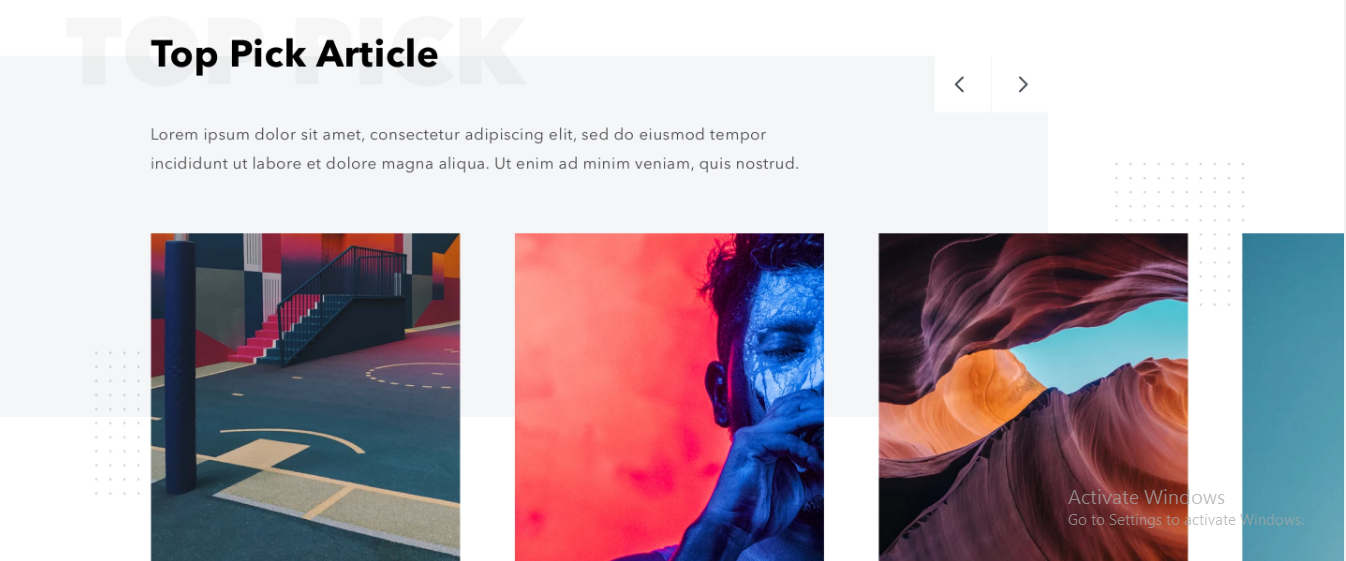 TOP PICK
Top Pick Article
Lorem ipsum dolor sit amet, consectetur adipiscing elit, sed do eiusmod tempor
incididunt ut labore et dolore magna aliqua. Ut enim ad minim veniam, quis nostrud.
Activate Windows
Go to Settings to activate Windows.